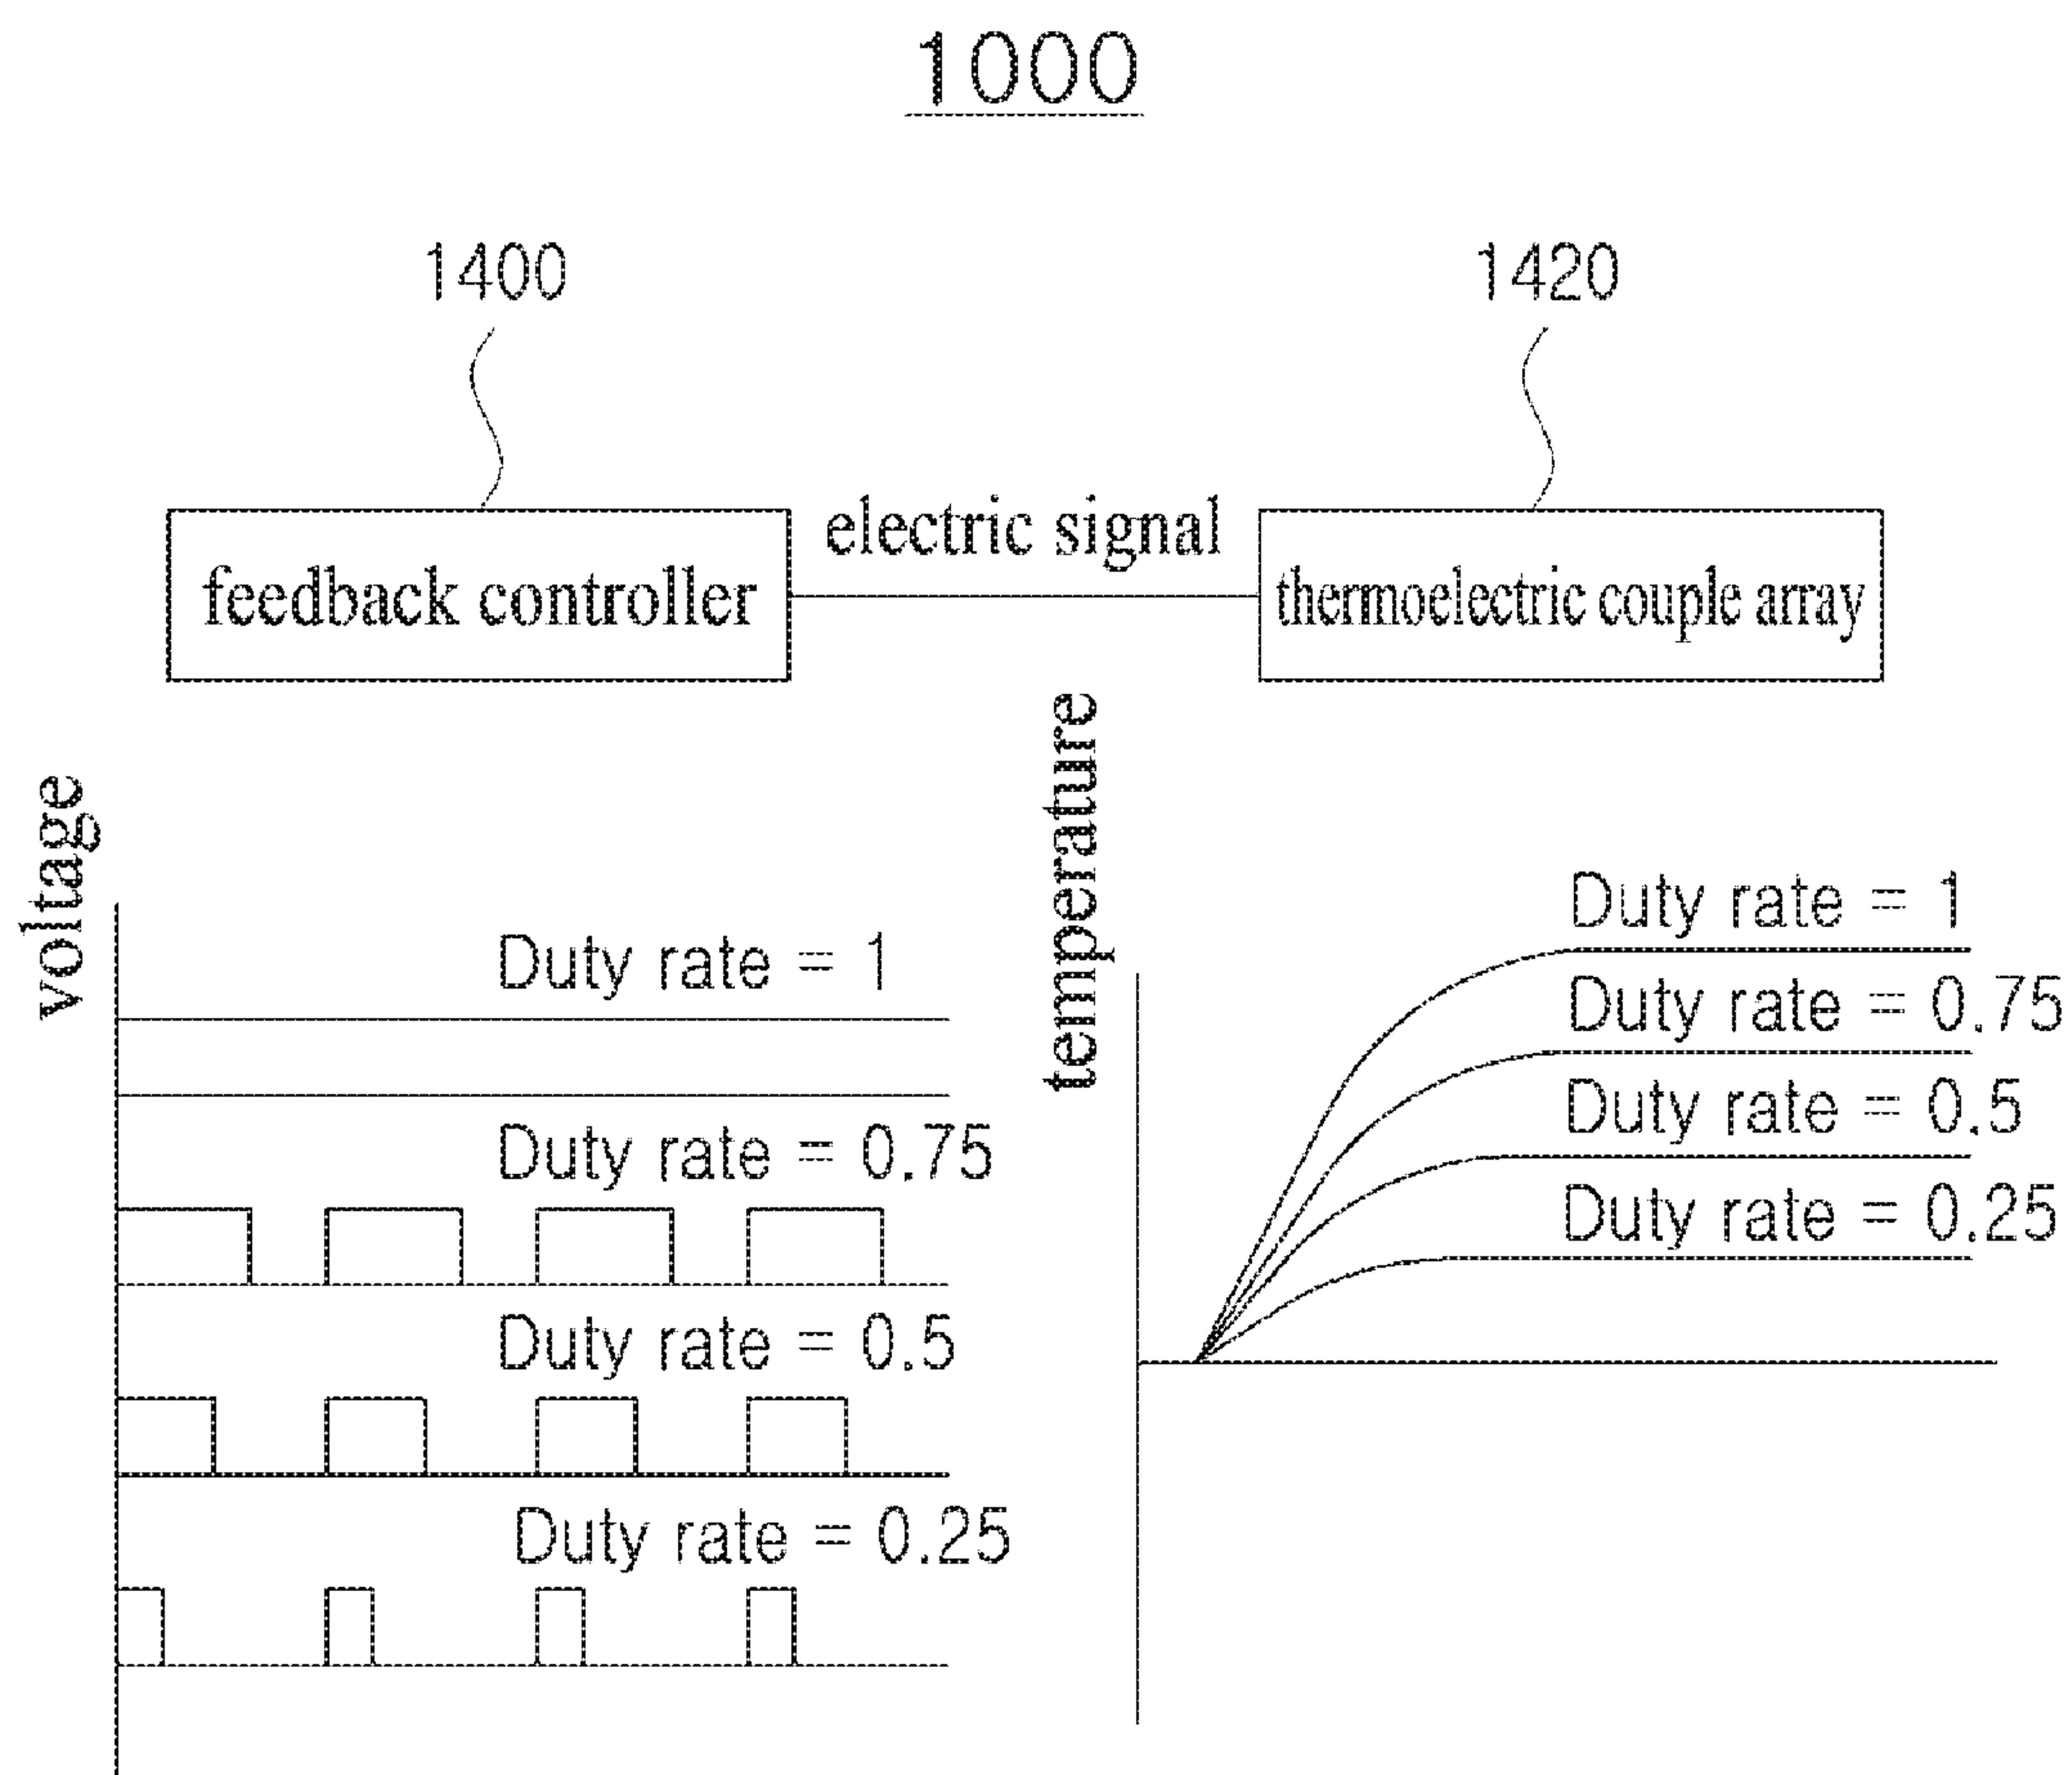 1000
1400
1420
feedback controller
electric signal
thermoelectric couple array
voltage
Duty rate = 1
Duty rate = 0.75
Duty rate = 0.5
Duty rate = 0.25
temperature
Duty rate = 1
Duty rate = 0.75
Duty rate = 0.5
Duty rate = 0.25